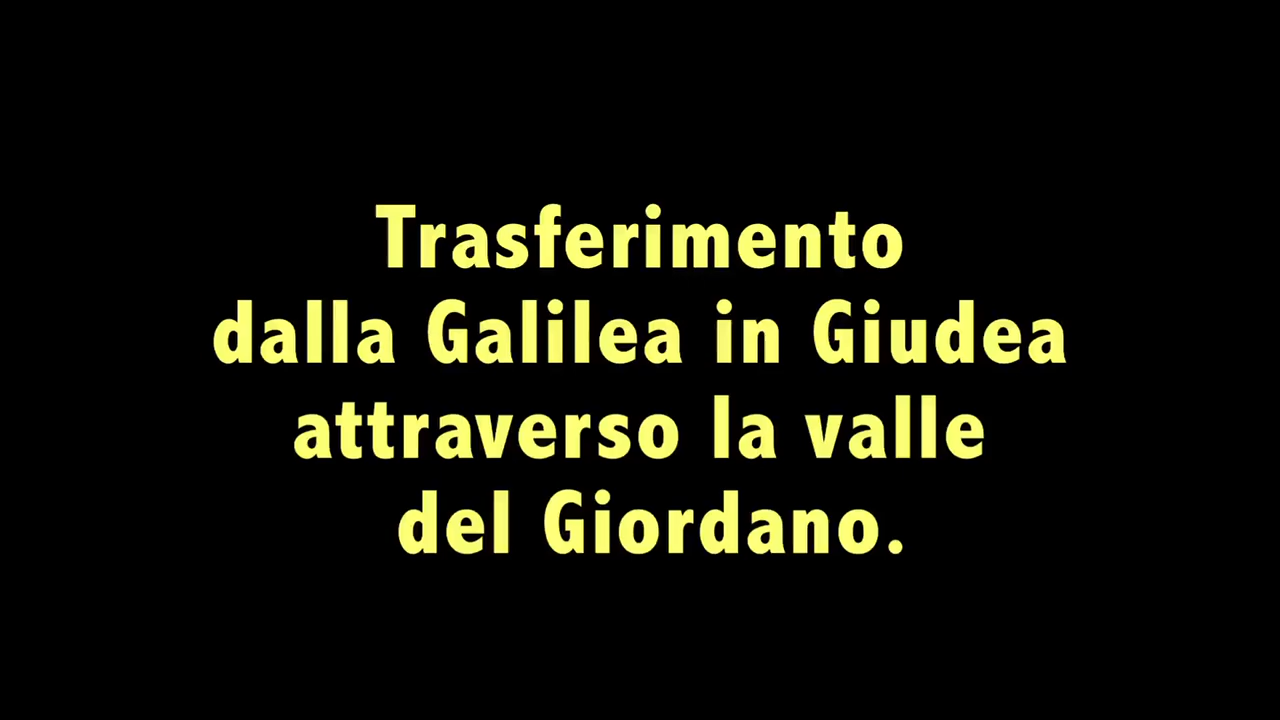 Trasferimento
dalla Galilea in Giudea
attraverso la valle
del Giordano.